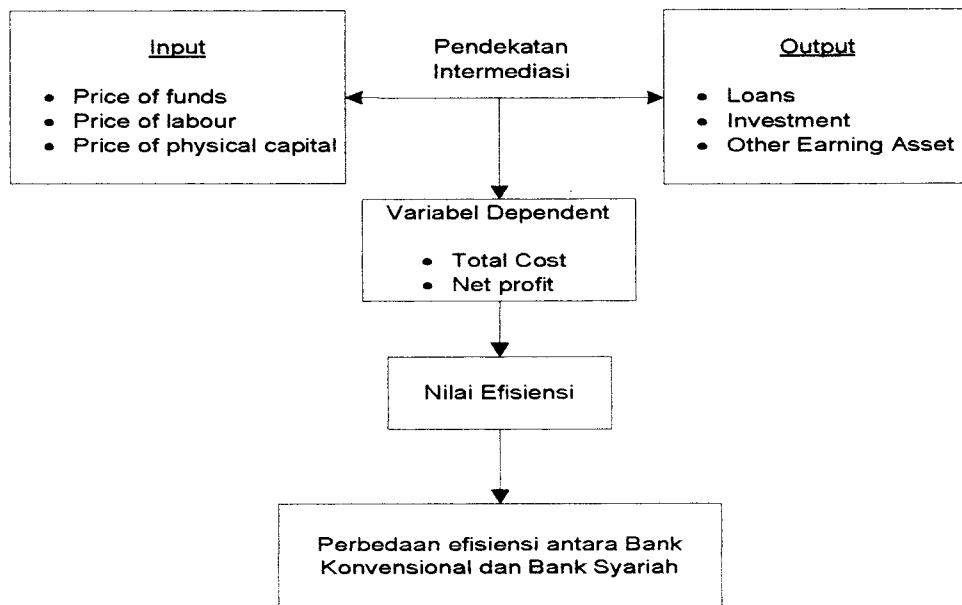 Input
• Price of funds
• Price of labour
• Price of physical capital
Pendekatan
Intermediasi
Output
• Loans
• Investment
• Other Earning Asset
Variabel Dependent
• Total Cost
• Net profit
Nilai Efisiensi
Perbedaan efisiensi antara Bank
Konvensional dan Bank Syariah